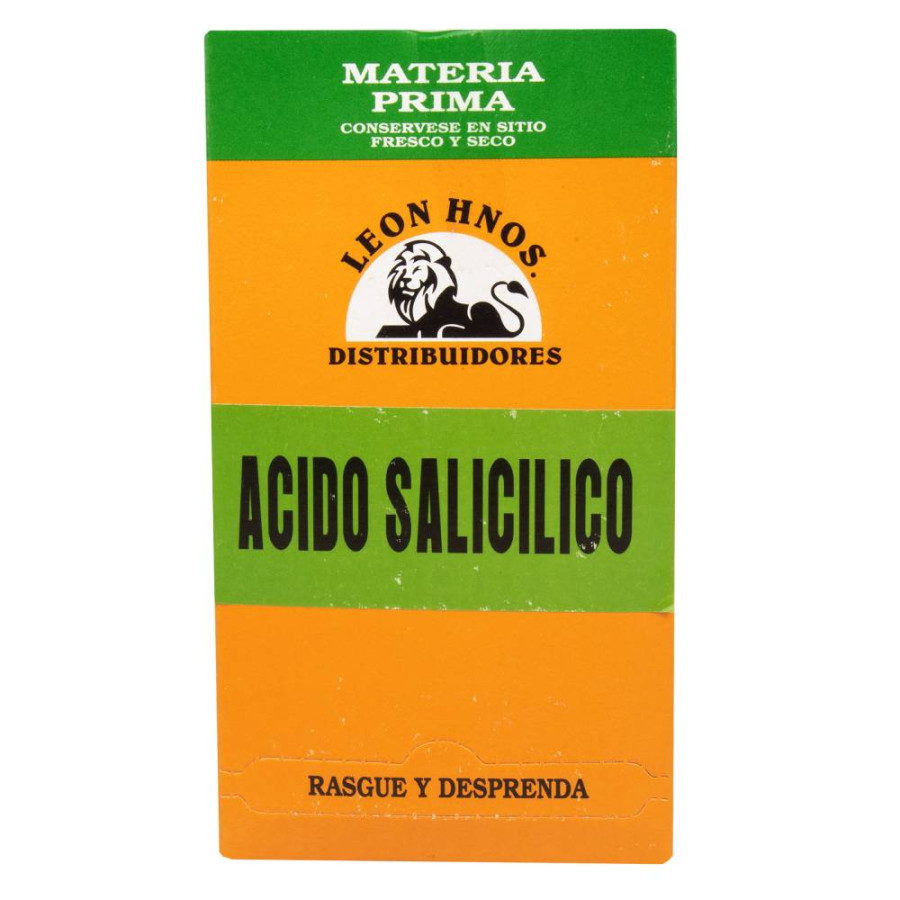 MATERIA
PRIMA
CONSERVESE EN SITIO
FRESCO Y SECO
LEON HNOS.
DISTRIBUIDORES
ACIDO SALICILICO
RASGUE Y DESPRENDA